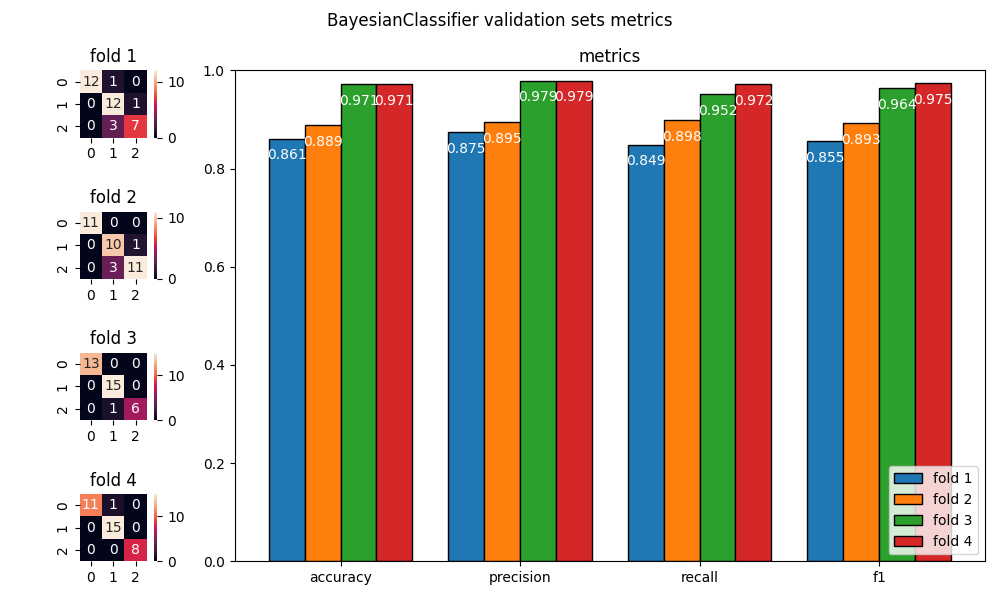 BayesianClassifier validation sets metrics
fold 1
0 12 1 0
1 0 12 1
2 0 3 7
0 1 2
10
0
fold 2
0 11 0 0
1 0 10 1
2 0 3 11
0 1 2
10
0
fold 3
0 13 0 0
1 0 15 0
2 0 1 6
0 1 2
10
0
fold 4
0 11 1 0
1 0 15 0
2 0 0 8
0 1 2
10
0
metrics
1.0
0.8
0.6
0.4
0.2
0.0
0.861 0.889 0.971 0.971
0.875 0.895 0.979 0.979
0.849 0.898 0.952 0.972
0.855 0.893 0.964 0.975
accuracy precision recall f1
fold 1
fold 2
fold 3
fold 4